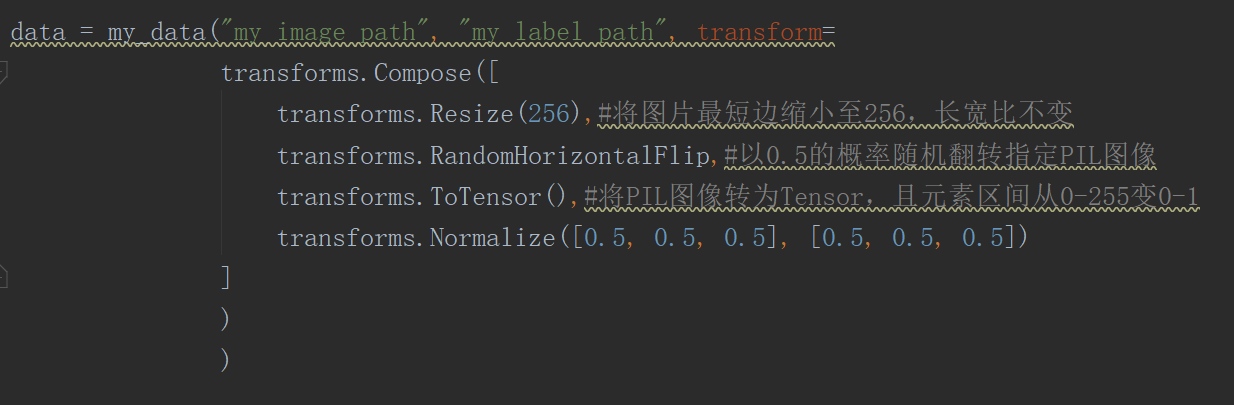 data = my_data("my image path", "my label path", transform=
transforms.Compose([
transforms.Resize(256),#将图片最短边缩小至256，长宽比不变
transforms.RandomHorizontalFlip,#以0.5的概率随机翻转指定PIL图像
transforms.ToTensor(),#将PIL图像转为Tensor，且元素区间从0-255变0-1
transforms.Normalize([0.5, 0.5, 0.5], [0.5, 0.5, 0.5])
]
)
)